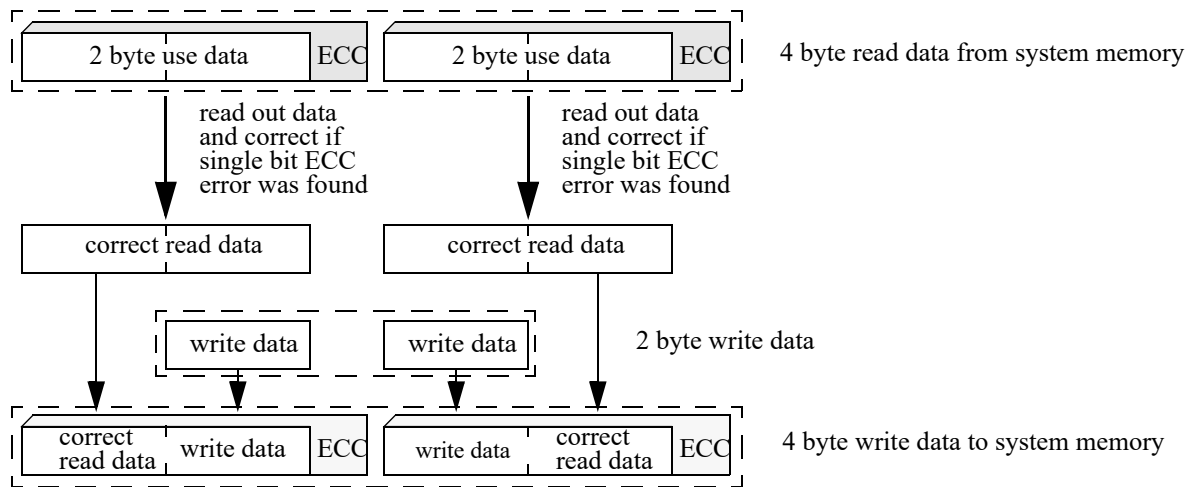 2 byte use data ECC 2 byte use data ECC 4 byte read data from system memory
read out data
and correct if
single bit ECC
error was found
read out data
and correct if
single bit ECC
error was found
correct read data correct read data
write data write data 2 byte write data
correct
read data
write data ECC write data
correct
read data
ECC 4 byte write data to system memory